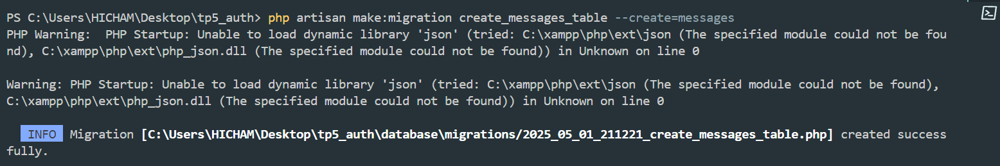 PS C:\Users\HICHAM\Desktop\tp5_auth> php artisan make:migration create_messages_table --create=messages
PHP Warning:  PHP Startup: Unable to load dynamic library 'json' (tried: C:\xampp\php\ext\json (The specified module could not be fou
nd), C:\xampp\php\ext\php_json.dll (The specified module could not be found)) in Unknown on line 0
Warning: PHP Startup: Unable to load dynamic library 'json' (tried: C:\xampp\php\ext\json (The specified module could not be found),
C:\xampp\php\ext\php_json.dll (The specified module could not be found)) in Unknown on line 0
INFO  Migration [C:\Users\HICHAM\Desktop\tp5_auth\database\migrations/2025_05_01_211221_create_messages_table.php] created success
fully.